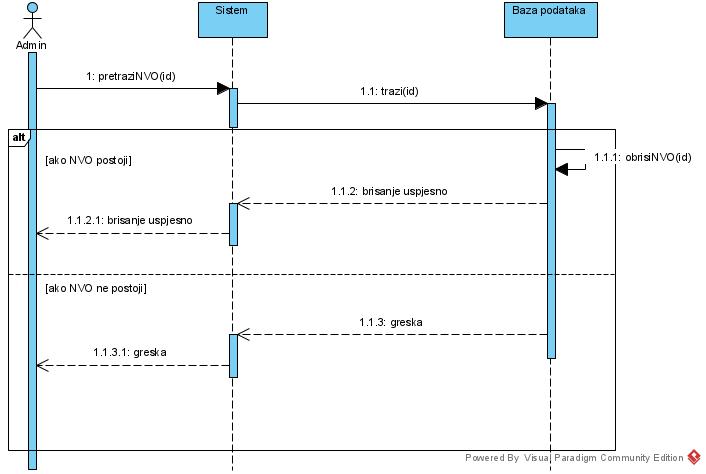 Sistem
Baza podataka
Admin
1: pretraziNVO(id)
1.1: trazi(id)
alt
[ako NVO postoji]
1.1.1: obrisiNVO(id)
1.1.2: brisanje uspjesno
1.1.2.1: brisanje uspjesno
[ako NVO ne postoji]
1.1.3: greska
1.1.3.1: greska
Powered By Visual Paradigm Community Edition